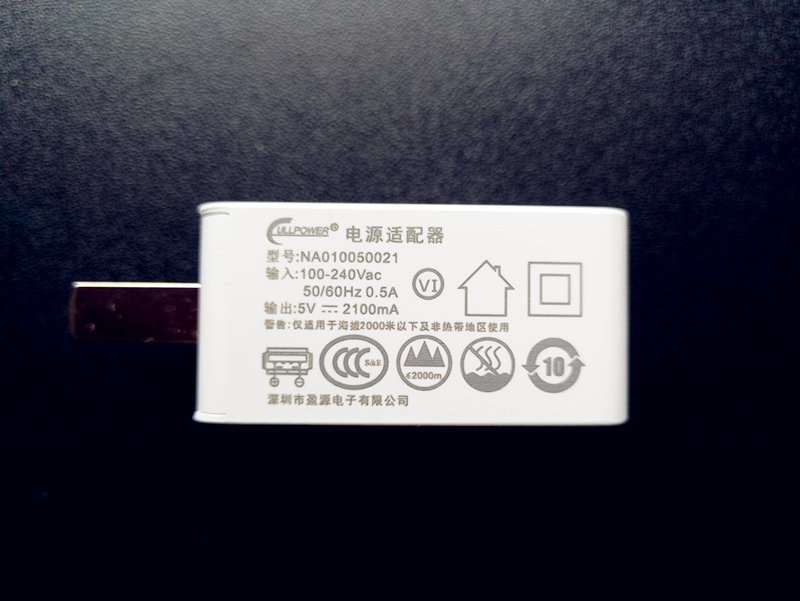 FULLPOWER® 电源适配器
型号:NA010050021
输入:100-240Vac
50/60Hz 0.5A
VI
输出:5V ⎓ 2100mA
警告:仅适用于海拔2000米以下及非热带地区使用
CCC S&E ≤2000m 10
深圳市盈源电子有限公司